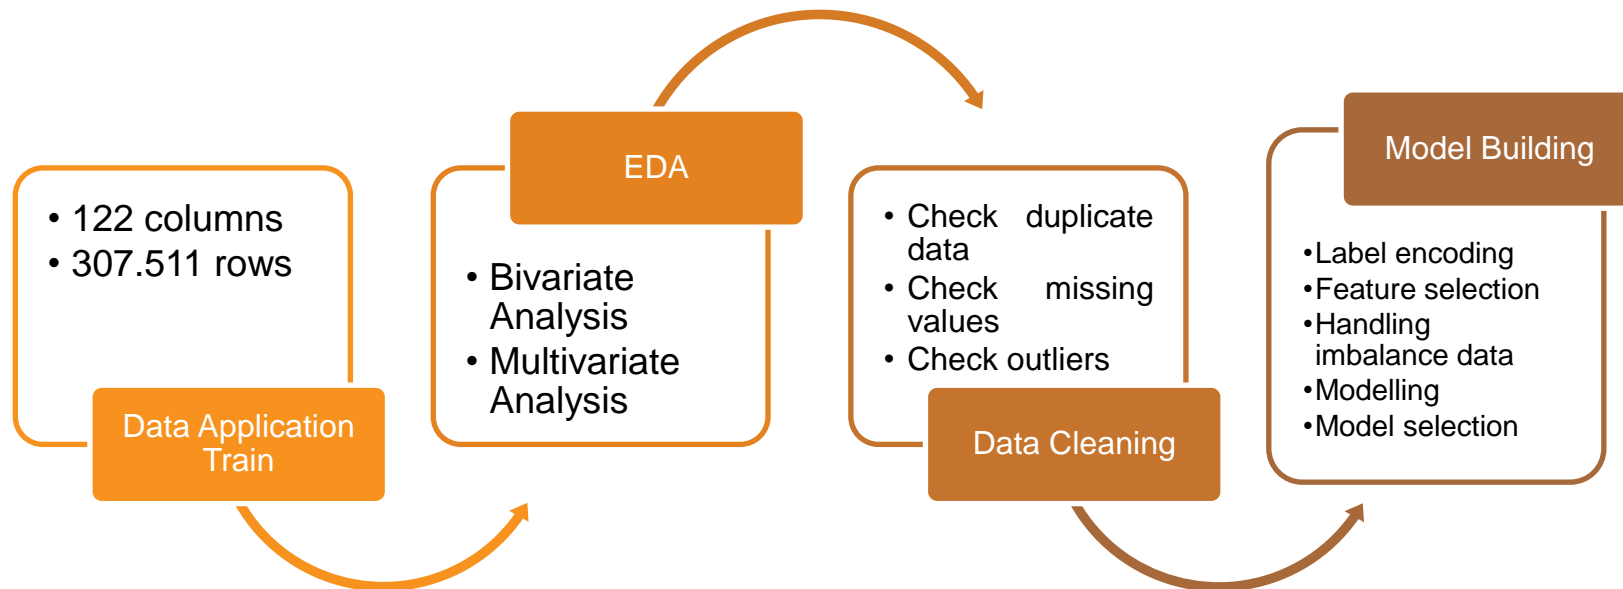 • 122 columns
• 307.511 rows
Data Application
Train
EDA
• Bivariate
Analysis
• Multivariate
Analysis
• Check duplicate
data
• Check missing
values
• Check outliers
Data Cleaning
Model Building
•Label encoding
•Feature selection
•Handling
imbalance data
•Modelling
•Model selection